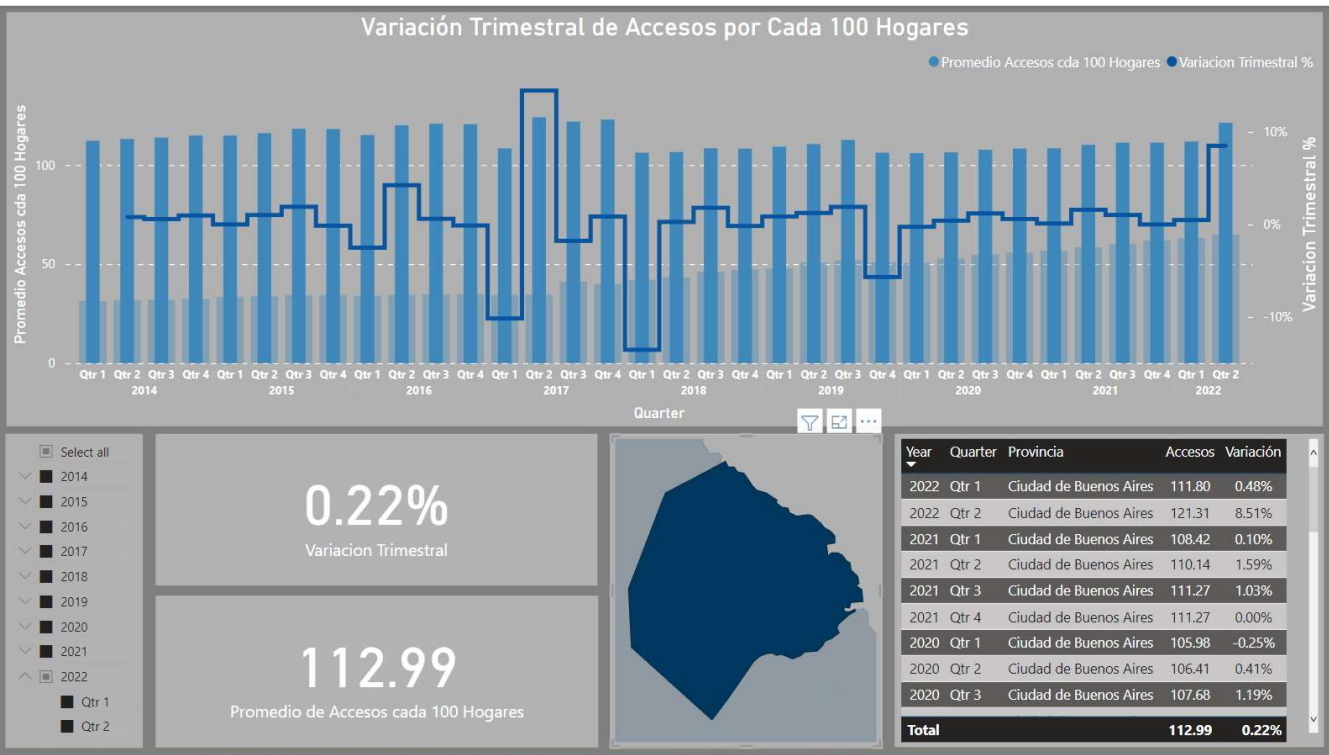 Variación Trimestral de Accesos por Cada 100 Hogares
Promedio Accesos cda 100 Hogares Variacion Trimestral %
Promedio Accesos cda 100 Hogares
100
50
0
10%
0%
-10%
Variacion Trimestral %
Qtr 1 Qtr 2 Qtr 3 Qtr 4 Qtr 1 Qtr 2 Qtr 3 Qtr 4 Qtr 1 Qtr 2 Qtr 3 Qtr 4 Qtr 1 Qtr 2 Qtr 3 Qtr 4 Qtr 1 Qtr 2 Qtr 3 Qtr 4 Qtr 1 Qtr 2 Qtr 3 Qtr 4 Qtr 1 Qtr 2 Qtr 3 Qtr 4 Qtr 1 Qtr 2 Qtr 3 Qtr 4 Qtr 1 Qtr 2
2014 2015 2016 2017 2018 2019 2020 2021 2022
Quarter
Select all
2014
2015
2016
2017
2018
2019
2020
2021
2022
Qtr 1
Qtr 2
0.22%
Variacion Trimestral
112.99
Promedio de Accesos cada 100 Hogares
Year Quarter Provincia Accesos Variación
2022 Qtr 1 Ciudad de Buenos Aires 111.80 0.48%
2022 Qtr 2 Ciudad de Buenos Aires 121.31 8.51%
2021 Qtr 1 Ciudad de Buenos Aires 108.42 0.10%
2021 Qtr 2 Ciudad de Buenos Aires 110.14 1.59%
2021 Qtr 3 Ciudad de Buenos Aires 111.27 1.03%
2021 Qtr 4 Ciudad de Buenos Aires 111.27 0.00%
2020 Qtr 1 Ciudad de Buenos Aires 105.98 -0.25%
2020 Qtr 2 Ciudad de Buenos Aires 106.41 0.41%
2020 Qtr 3 Ciudad de Buenos Aires 107.68 1.19%
Total 112.99 0.22%